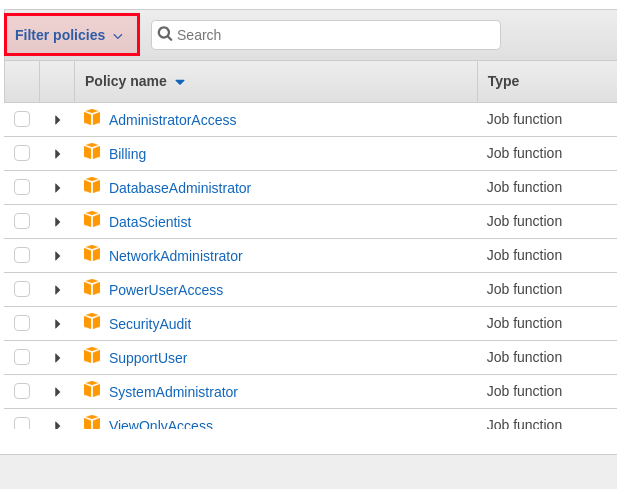 Filter policies
Search
Policy name Type
AdministratorAccess Job function
Billing Job function
DatabaseAdministrator Job function
DataScientist Job function
NetworkAdministrator Job function
PowerUserAccess Job function
SecurityAudit Job function
SupportUser Job function
SystemAdministrator Job function
ViewOnlyAccess Job function